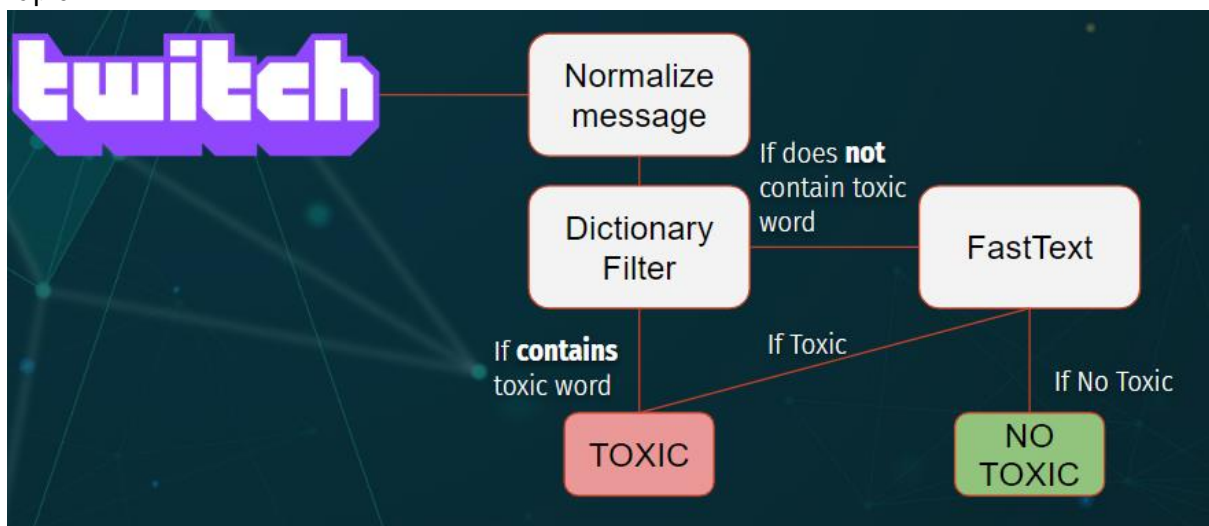 twitch
Normalize
message
If does not
contain toxic
word
Dictionary
Filter
FastText
If contains
toxic word
If Toxic
If No Toxic
TOXIC
NO
TOXIC